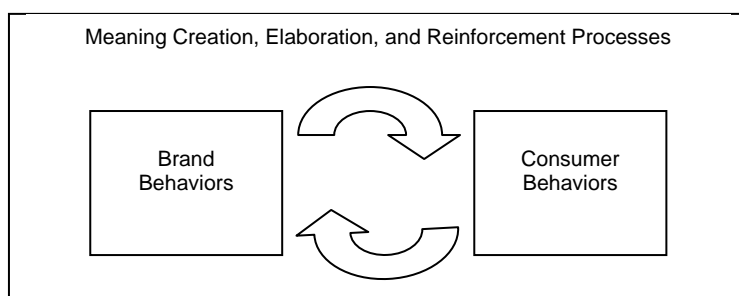 Meaning Creation, Elaboration, and Reinforcement Processes
Brand
Behaviors
Consumer
Behaviors